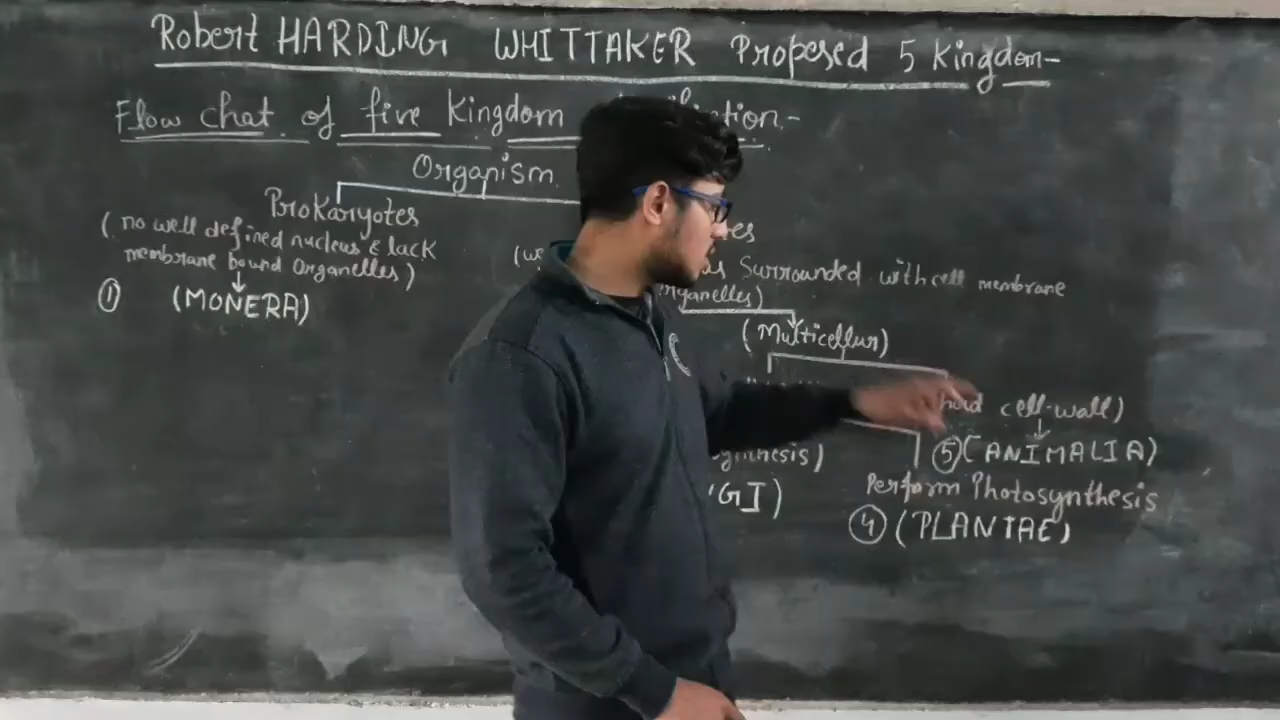 Robert HARDING WHITTAKER Proposed 5 Kingdom-
Flow chat of five Kingdom
Organism
Prokaryotes
( no well defined nucleus & lack
membrane bound Organelles)
① (MONERA)
Surrounded with cell membrane
Organelles)
(Multicellur)
cell-wall)
⑤(ANIMALIA)
Perform Photosynthesis
④ (PLANTAE)